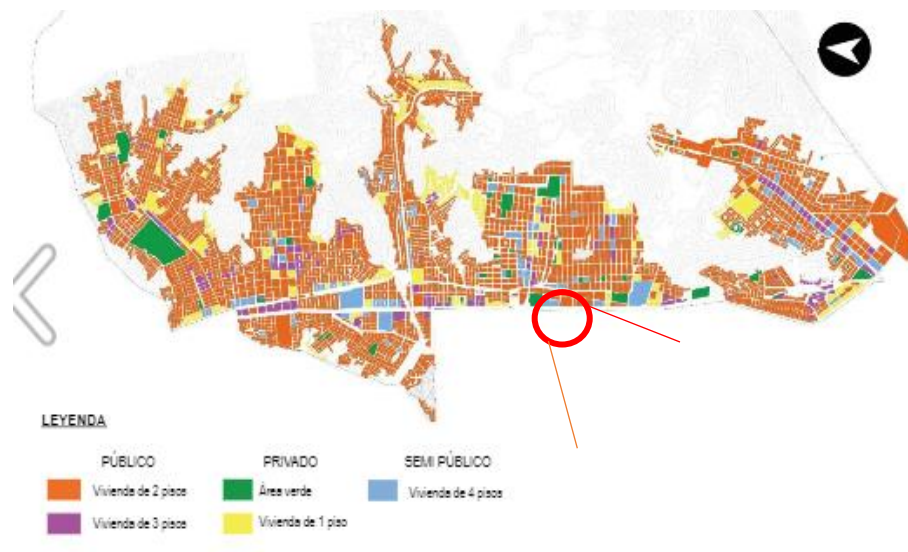 LEYENDA
PÚBLICO PRIVADO SEMI PÚBLICO
Vivienda de 2 pisos Área verde Vivienda de 4 pisos
Vivienda de 3 pisos Vivienda de 1 piso